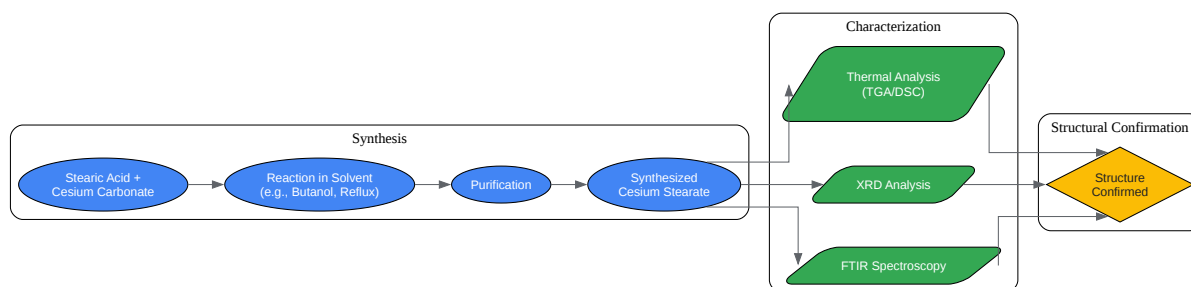 Synthesis
Stearic Acid +
Cesium Carbonate
Reaction in Solvent
(e.g., Butanol, Reflux)
Purification
Synthesized
Cesium Stearate
Characterization
Thermal Analysis
(TGA/DSC)
XRD Analysis
FTIR Spectroscopy
Structural Confirmation
Structure
Confirmed